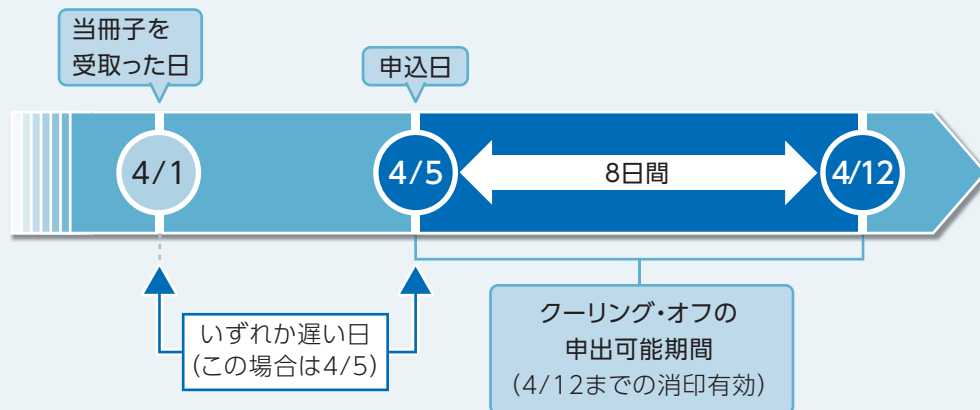 当冊子を
受取った日
申込日
4/1
4/5
8日間
4/12
いずれか遅い日
(この場合は4/5)
クーリング・オフの
申出可能期間
(4/12までの消印有効)